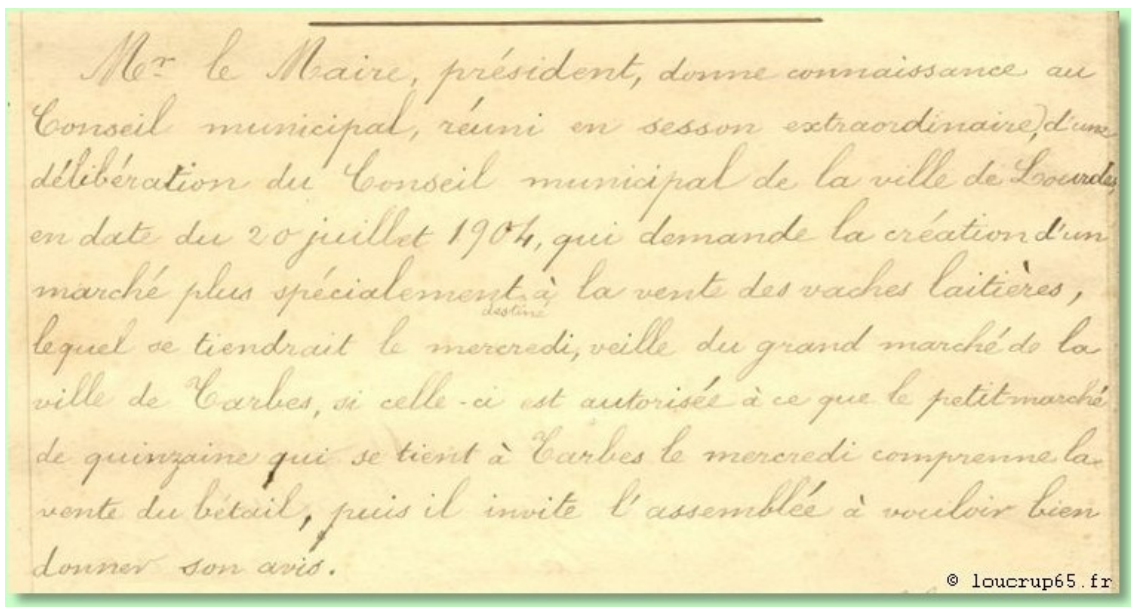 Mr le Maire, président, donne connaissance au
Conseil municipal, réuni en sesson extraordinaire, d'une
délibération du Conseil municipal de la ville de Lourdes,
en date du 20 juillet 1904, qui demande la création d'un
marché plus spécialement à la vente des vaches laitières,
destiné
lequel se tiendrait le mercredi, veille du grand marché de la
ville de Tarbes, si celle-ci est autorisée à ce que le petit marché
de quinzaine qui se tient à Tarbes le mercredi comprenne la
vente du bétail, puis il invite l'assemblée à vouloir bien
donner son avis.
© loucrup65.fr